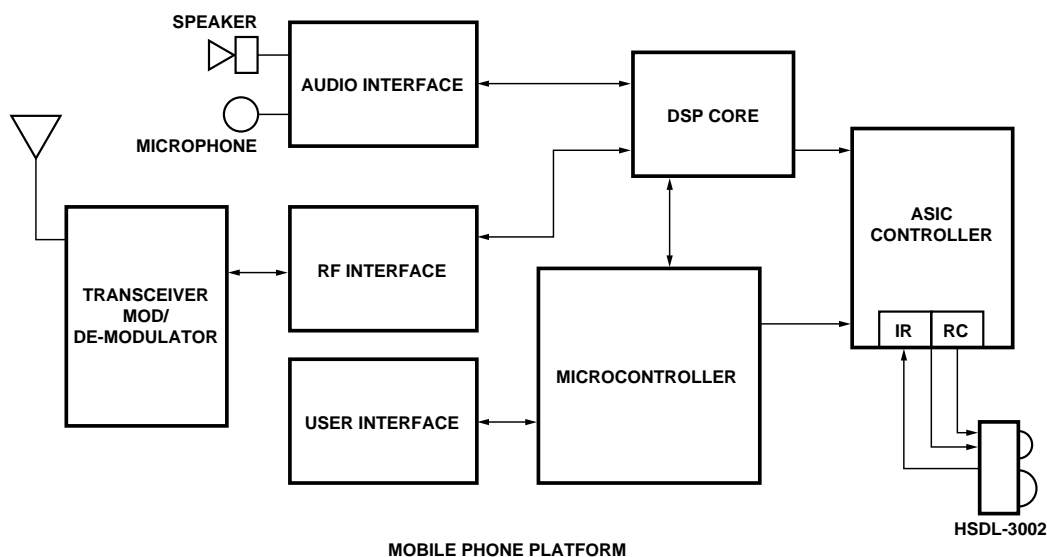 SPEAKER
AUDIO INTERFACE
MICROPHONE
DSP CORE
ASIC
CONTROLLER
RF INTERFACE
TRANSCEIVER
MOD/
DE-MODULATOR
IR
RC
MICROCONTROLLER
USER INTERFACE
HSDL-3002
MOBILE PHONE PLATFORM